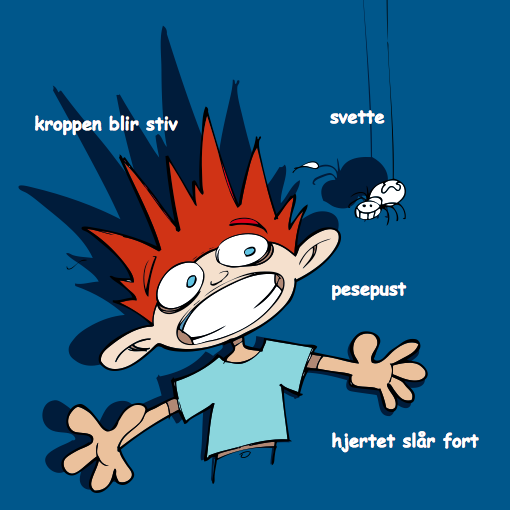 kroppen blir stiv
svette
pesepust
hjertet slår fort